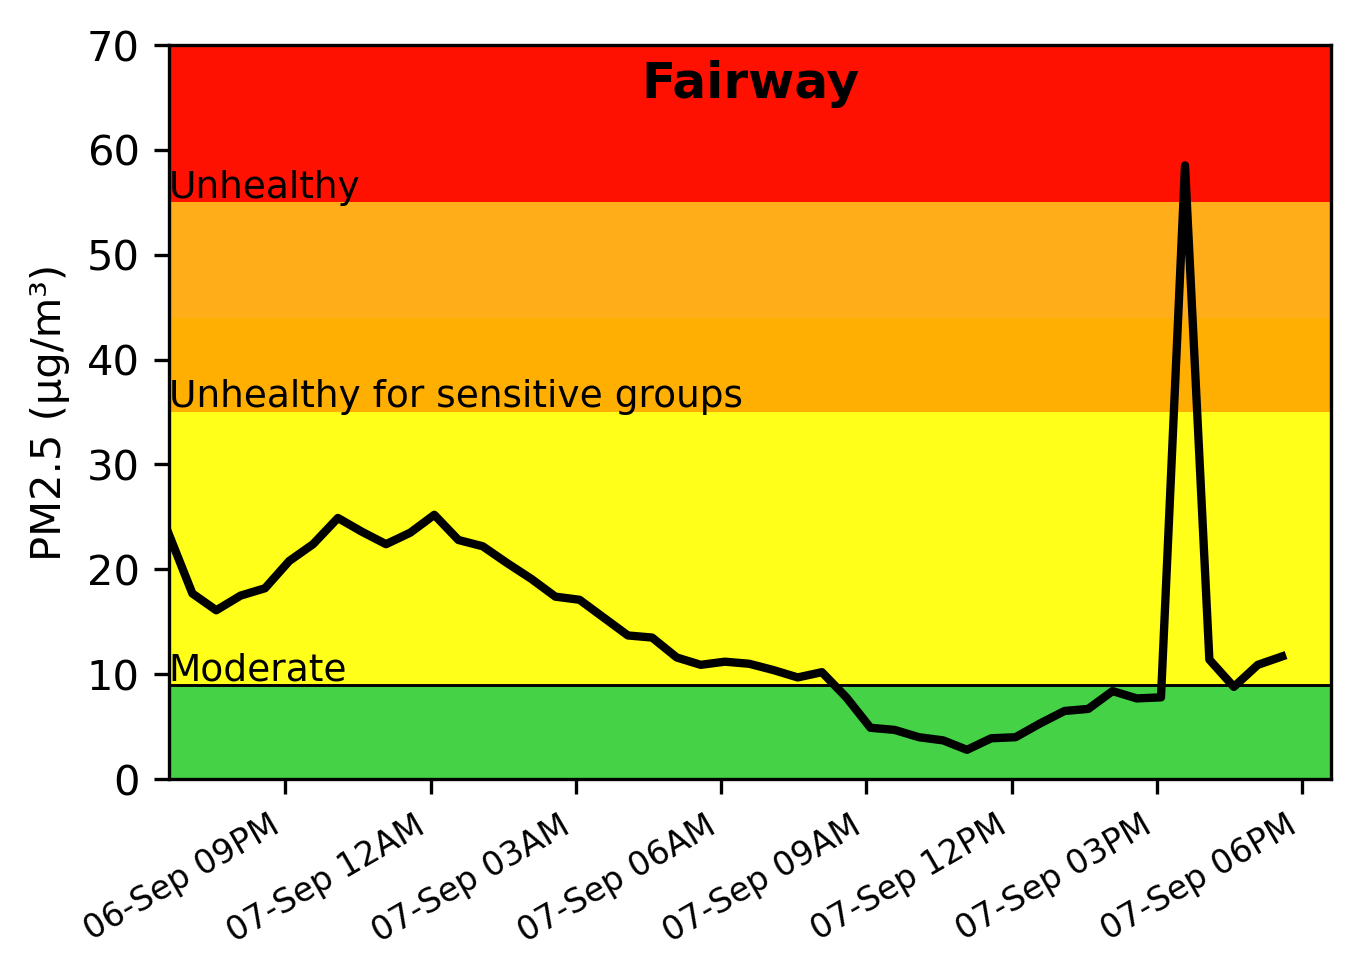 Fairway
PM2.5 (µg/m³)
70
60
50
40
30
20
10
0
Unhealthy
Unhealthy for sensitive groups
Moderate
06-Sep 09PM
07-Sep 12AM
07-Sep 03AM
07-Sep 06AM
07-Sep 09AM
07-Sep 12PM
07-Sep 03PM
07-Sep 06PM